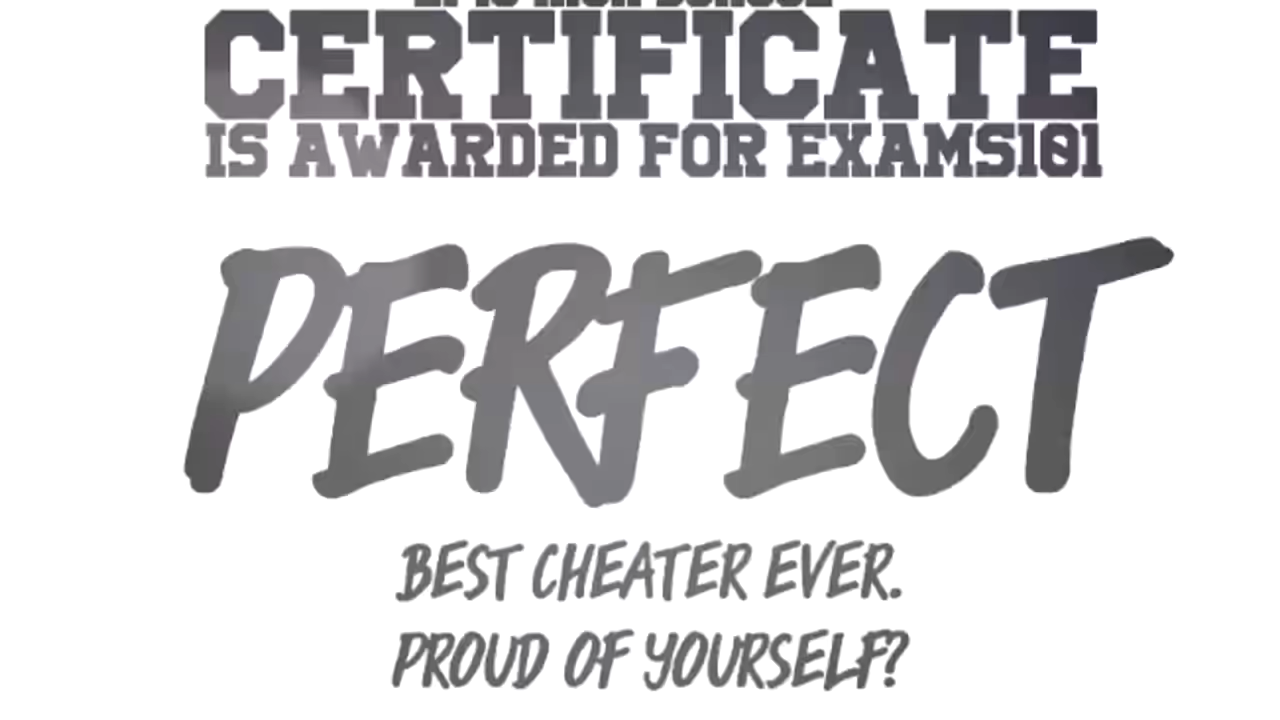 CERTIFICATE
IS AWARDED FOR EXAMS101
PERFECT
BEST CHEATER EVER.
PROUD OF YOURSELF?